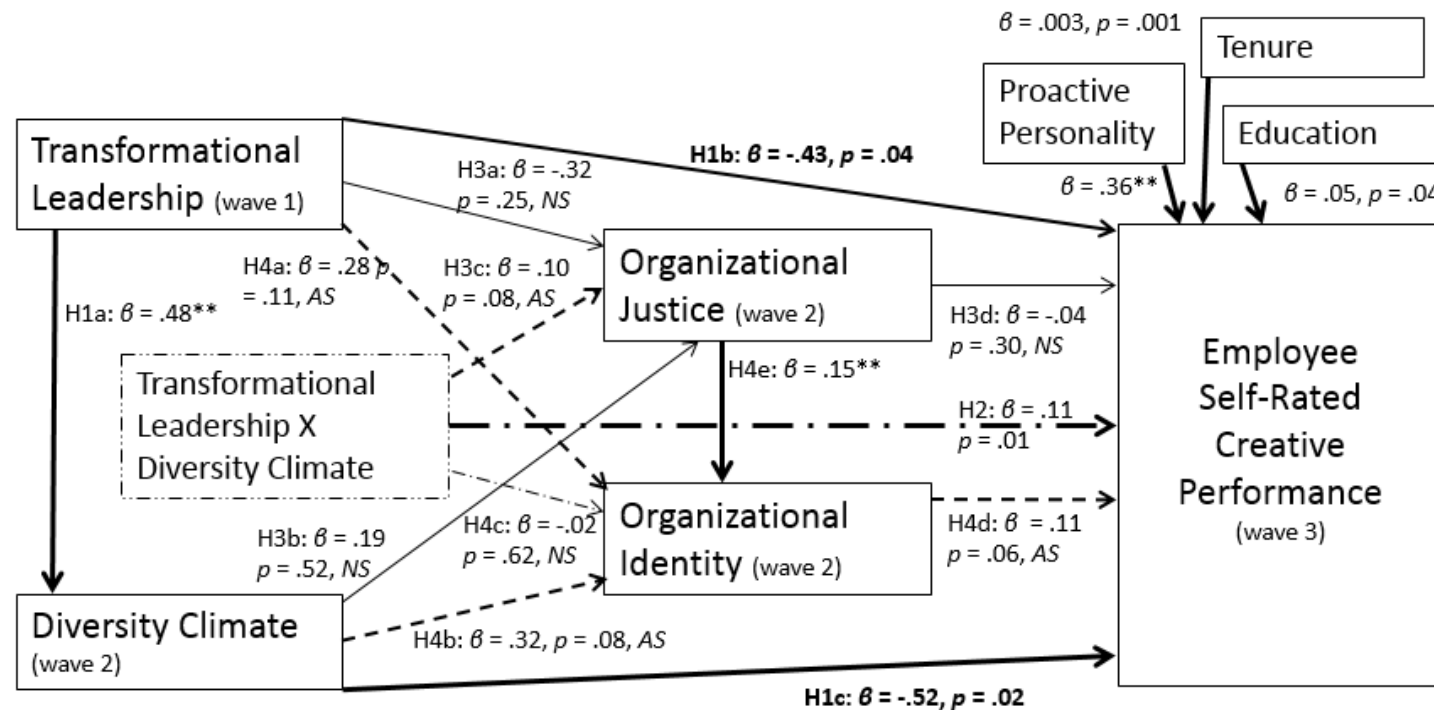 β = .003, p = .001
Tenure
Proactive
Personality
Education
β = .36**
β = .05, p = .04
Transformational
Leadership (wave 1)
H1b: β = -.43, p = .04
H3a: β = -.32
p = .25, NS
H4a: β = .28 p
= .11, AS
H3c: β = .10
p = .08, AS
Organizational
Justice (wave 2)
H1a: β = .48**
H3d: β = -.04
p = .30, NS
H4e: β = .15**
Transformational
Leadership X
Diversity Climate
H2: β = .11
p = .01
Employee
Self-Rated
Creative
Performance
(wave 3)
H3b: β = .19
p = .52, NS
H4c: β = -.02
p = .62, NS
Organizational
Identity (wave 2)
H4d: β = .11
p = .06, AS
Diversity Climate
(wave 2)
H4b: β = .32, p = .08, AS
H1c: β = -.52, p = .02